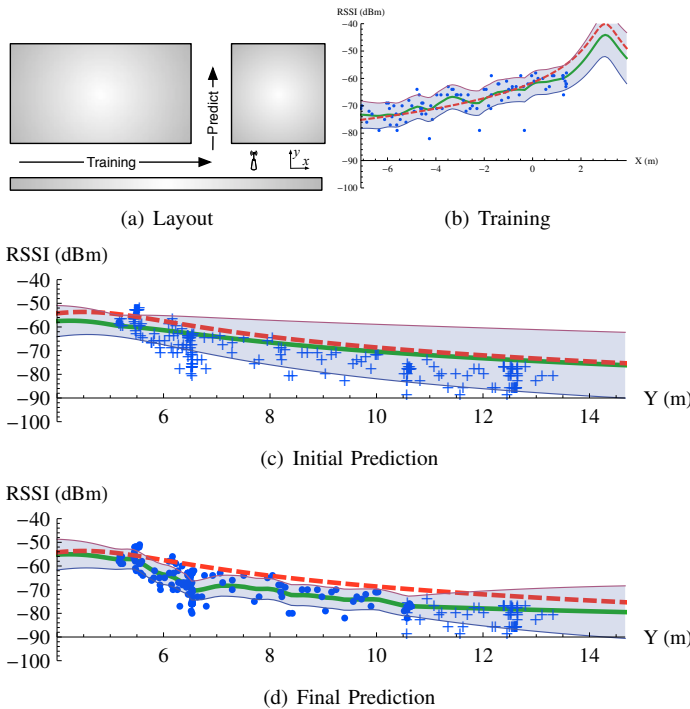 Training
Predict
y
x
(a) Layout
RSSI (dBm)
−40
−50
−60
−70
−80
−90
−100
−6 −4 −2 0 2
X (m)
(b) Training
RSSI (dBm)
−40
−50
−60
−70
−80
−90
−100
6 8 10 12 14
Y (m)
(c) Initial Prediction
RSSI (dBm)
−40
−50
−60
−70
−80
−90
−100
6 8 10 12 14
Y (m)
(d) Final Prediction